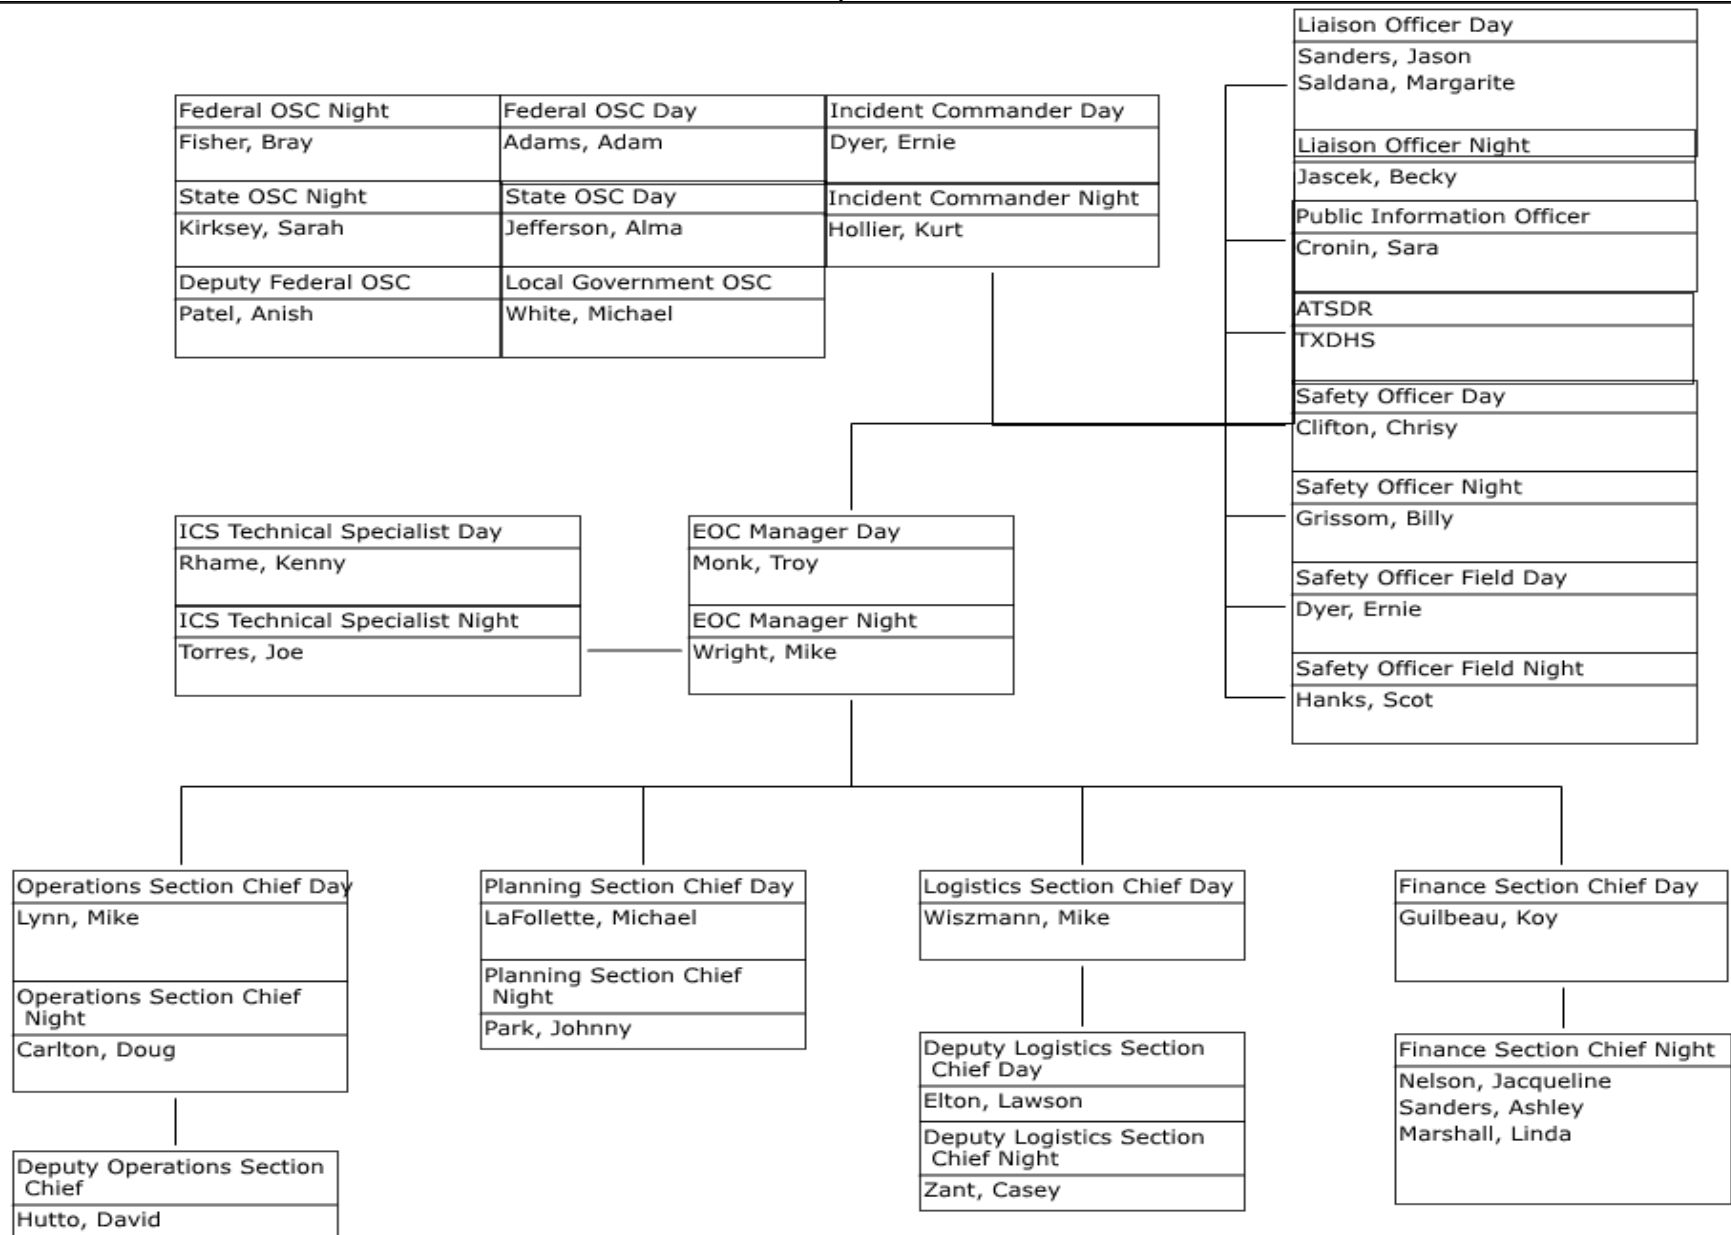 Liaison Officer Day
Sanders, Jason
Saldana, Margarite
Liaison Officer Night
Jascek, Becky
Public Information Officer
Cronin, Sara
ATSDR
TXDHS
Safety Officer Day
Clifton, Chrisy
Safety Officer Night
Grissom, Billy
Safety Officer Field Day
Dyer, Ernie
Safety Officer Field Night
Hanks, Scot
Federal OSC Night
Fisher, Bray
Federal OSC Day
Adams, Adam
Incident Commander Day
Dyer, Ernie
State OSC Night
Kirksey, Sarah
State OSC Day
Jefferson, Alma
Incident Commander Night
Hollier, Kurt
Deputy Federal OSC
Patel, Anish
Local Government OSC
White, Michael
ICS Technical Specialist Day
Rhame, Kenny
ICS Technical Specialist Night
Torres, Joe
EOC Manager Day
Monk, Troy
EOC Manager Night
Wright, Mike
Operations Section Chief Day
Lynn, Mike
Operations Section Chief
Night
Carlton, Doug
Deputy Operations Section
Chief
Hutto, David
Planning Section Chief Day
LaFollette, Michael
Planning Section Chief
Night
Park, Johnny
Logistics Section Chief Day
Wiszmann, Mike
Deputy Logistics Section
Chief Day
Elton, Lawson
Deputy Logistics Section
Chief Night
Zant, Casey
Finance Section Chief Day
Guilbeau, Koy
Finance Section Chief Night
Nelson, Jacqueline
Sanders, Ashley
Marshall, Linda